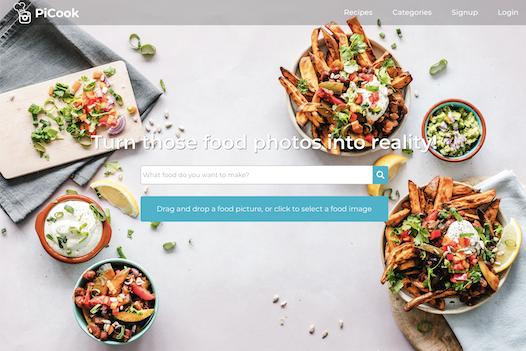 PiCook
Recipes
Categories
Signup
Login
Turn those food photos into reality!
What food do you want to make?
Drag and drop a food picture, or click to select a food image